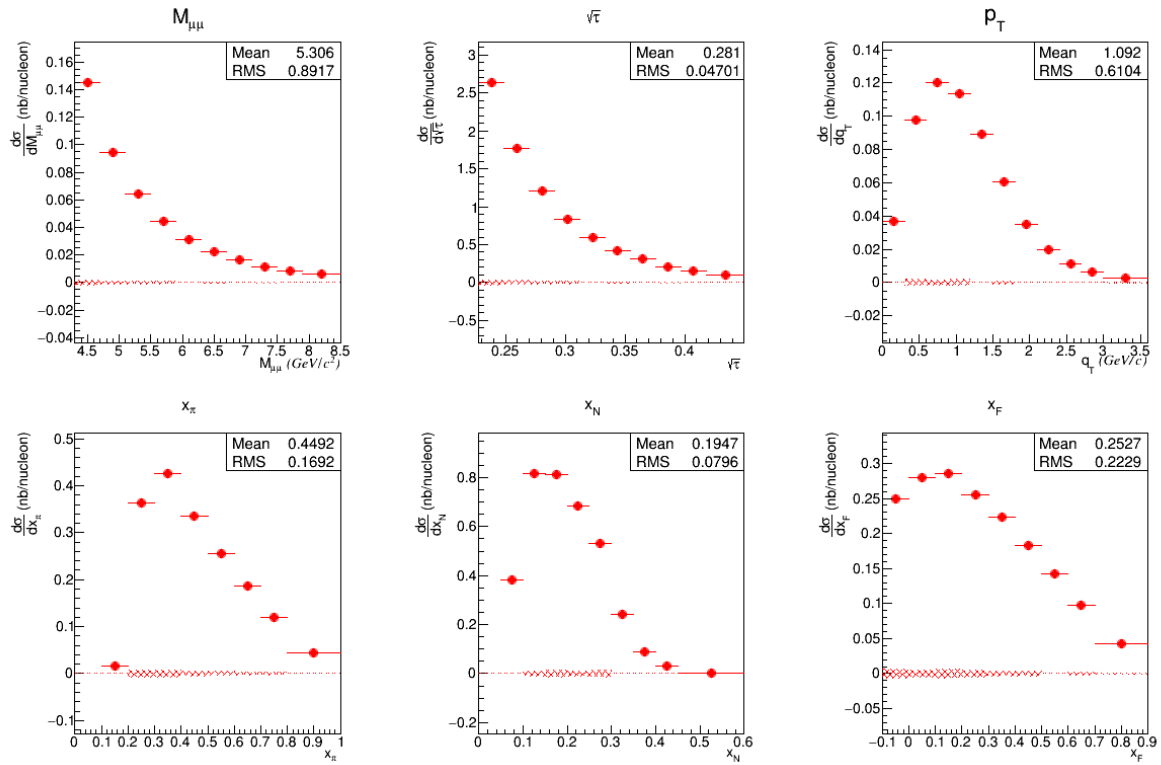 M_μμ
Mean 5.306
RMS 0.8917
dσ/dM_μμ (nb/nucleon)
0.16
0.14
0.12
0.1
0.08
0.06
0.04
0.02
0
−0.02
−0.04
4.5 5 5.5 6 6.5 7 7.5 8 8.5
M_μμ (GeV/c²)
√τ
Mean 0.281
RMS 0.04701
dσ/d√τ (nb/nucleon)
3
2.5
2
1.5
1
0.5
0
−0.5
0.25 0.3 0.35 0.4
√τ
p_T
Mean 1.092
RMS 0.6104
dσ/dq_T (nb/nucleon)
0.14
0.12
0.1
0.08
0.06
0.04
0.02
0
−0.02
0 0.5 1 1.5 2 2.5 3 3.5
q_T (GeV/c)
x_π
Mean 0.4492
RMS 0.1692
dσ/dx_π (nb/nucleon)
0.5
0.4
0.3
0.2
0.1
0
−0.1
0 0.1 0.2 0.3 0.4 0.5 0.6 0.7 0.8 0.9 1
x_π
x_N
Mean 0.1947
RMS 0.0796
dσ/dx_N (nb/nucleon)
0.8
0.6
0.4
0.2
0
−0.2
0 0.1 0.2 0.3 0.4 0.5 0.6
x_N
x_F
Mean 0.2527
RMS 0.2229
dσ/dx_F (nb/nucleon)
0.3
0.25
0.2
0.15
0.1
0.05
0
−0.05
−0.1 0 0.1 0.2 0.3 0.4 0.5 0.6 0.7 0.8 0.9
x_F